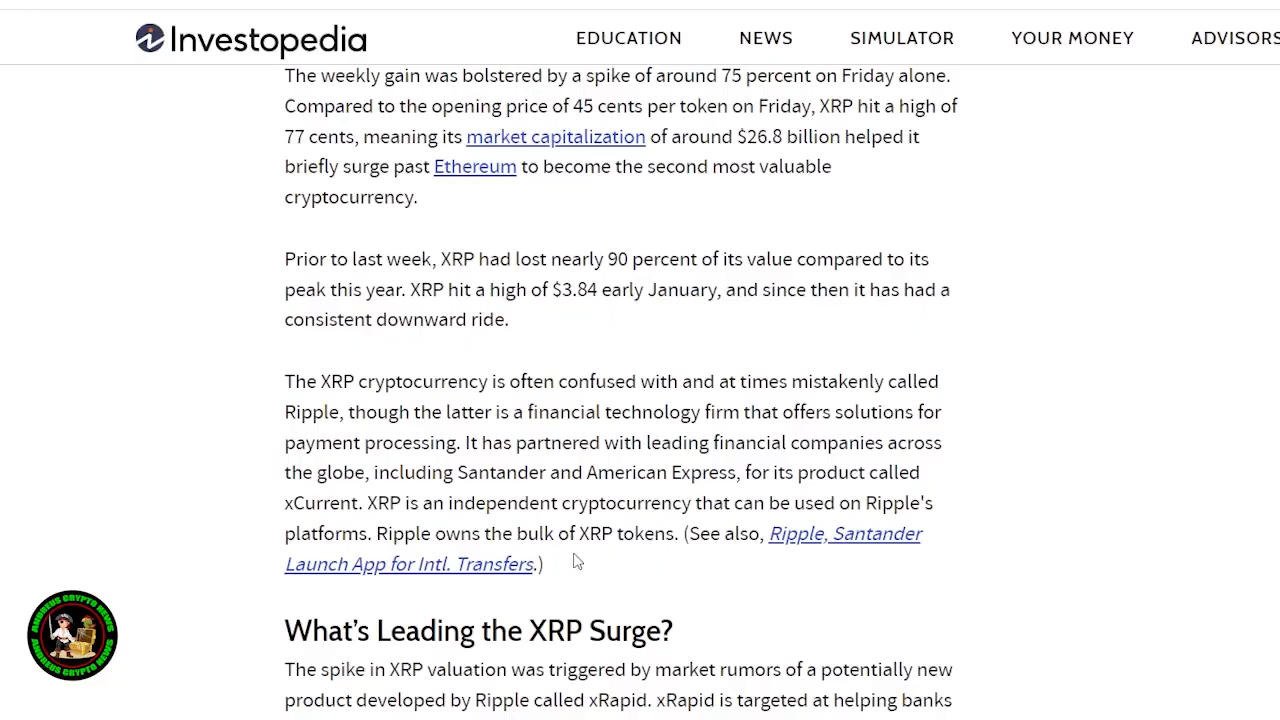 Investopedia
EDUCATION NEWS SIMULATOR YOUR MONEY ADVISORS
The weekly gain was bolstered by a spike of around 75 percent on Friday alone.
Compared to the opening price of 45 cents per token on Friday, XRP hit a high of
77 cents, meaning its market capitalization of around $26.8 billion helped it
briefly surge past Ethereum to become the second most valuable
cryptocurrency.
Prior to last week, XRP had lost nearly 90 percent of its value compared to its
peak this year. XRP hit a high of $3.84 early January, and since then it has had a
consistent downward ride.
The XRP cryptocurrency is often confused with and at times mistakenly called
Ripple, though the latter is a financial technology firm that offers solutions for
payment processing. It has partnered with leading financial companies across
the globe, including Santander and American Express, for its product called
xCurrent. XRP is an independent cryptocurrency that can be used on Ripple's
platforms. Ripple owns the bulk of XRP tokens. (See also, Ripple, Santander
Launch App for Intl. Transfers.)
What's Leading the XRP Surge?
The spike in XRP valuation was triggered by market rumors of a potentially new
product developed by Ripple called xRapid. xRapid is targeted at helping banks
ANDREUS CRYPTO NEWS
ANDREUS CRYPTO NEWS